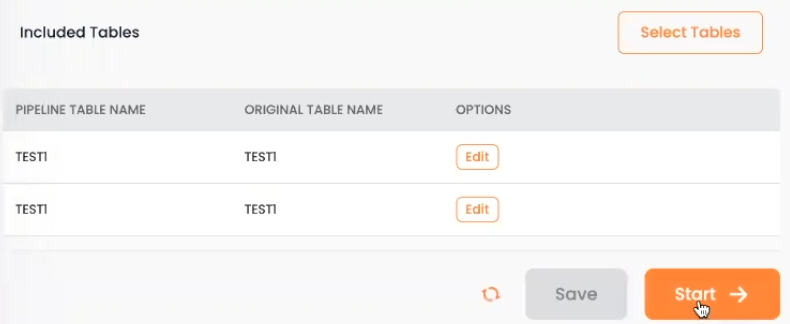 Included Tables Select Tables
PIPELINE TABLE NAME ORIGINAL TABLE NAME OPTIONS
TEST1 TEST1 Edit
TEST1 TEST1 Edit
Save Start